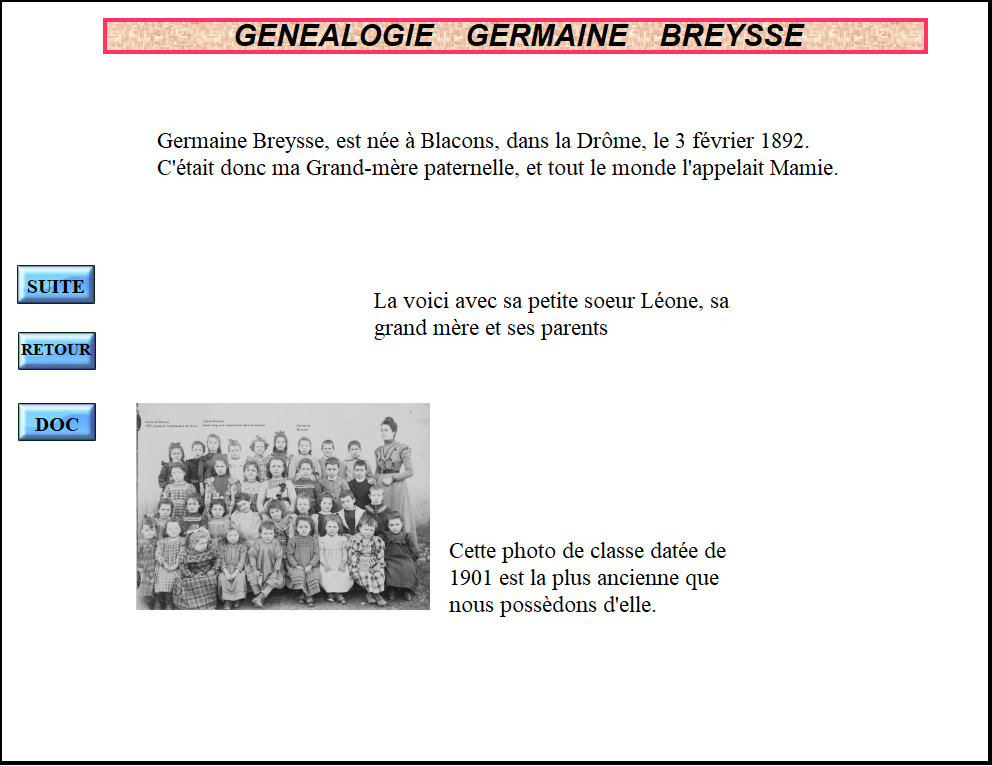 GENEALOGIE GERMAINE BREYSSE
Germaine Breysse, est née à Blacons, dans la Drôme, le 3 février 1892.
C'était donc ma Grand-mère paternelle, et tout le monde l'appelait Mamie.
SUITE
La voici avec sa petite soeur Léone, sa
grand mère et ses parents
RETOUR
DOC
Germaine
Breysse
Cette photo de classe datée de
1901 est la plus ancienne que
nous possèdons d'elle.